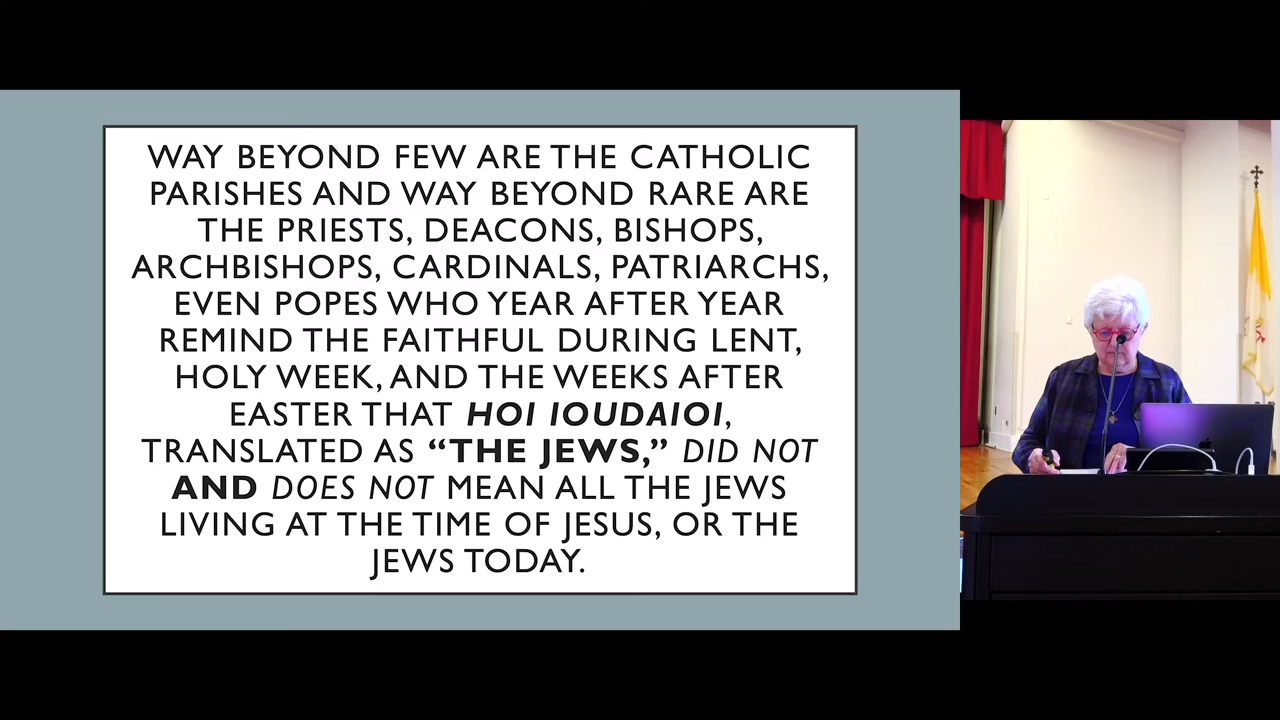 WAY BEYOND FEW ARE THE CATHOLIC
PARISHES AND WAY BEYOND RARE ARE
THE PRIESTS, DEACONS, BISHOPS,
ARCHBISHOPS, CARDINALS, PATRIARCHS,
EVEN POPES WHO YEAR AFTER YEAR
REMIND THE FAITHFUL DURING LENT,
HOLY WEEK, AND THE WEEKS AFTER
EASTER THAT HOI IOUDAIOI,
TRANSLATED AS “THE JEWS,” DID NOT
AND DOES NOT MEAN ALL THE JEWS
LIVING AT THE TIME OF JESUS, OR THE
JEWS TODAY.